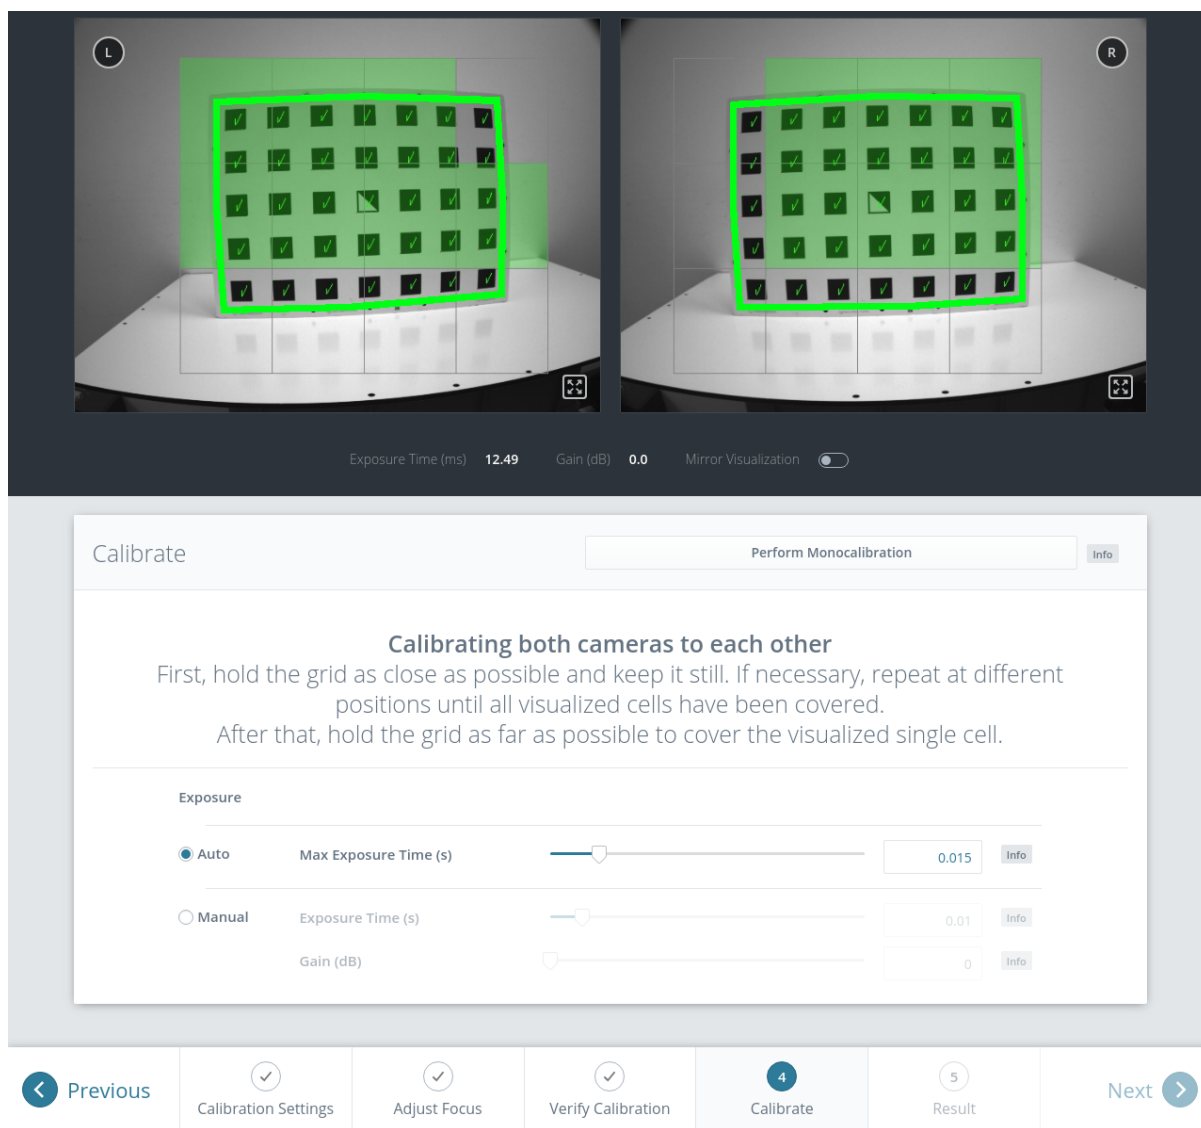 L
R
Exposure Time (ms) 12.49 Gain (dB) 0.0 Mirror Visualization
Calibrate
Perform Monocalibration
Info
Calibrating both cameras to each other
First, hold the grid as close as possible and keep it still. If necessary, repeat at different
positions until all visualized cells have been covered.
After that, hold the grid as far as possible to cover the visualized single cell.
Exposure
Auto Max Exposure Time (s) 0.015 Info
Manual Exposure Time (s) 0.01 Info
Gain (dB) 0 Info
Previous
Calibration Settings
Adjust Focus
Verify Calibration
4
Calibrate
5
Result
Next